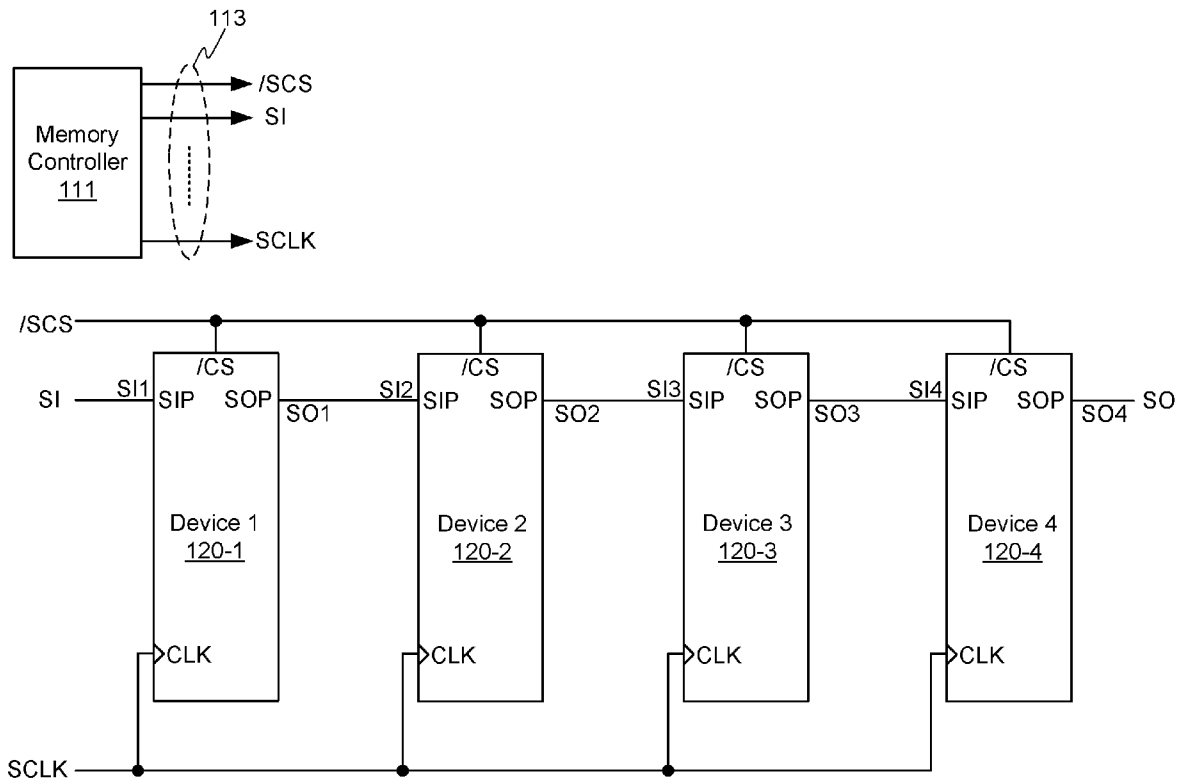 113
/SCS
SI
Memory
Controller
111
SCLK
/SCS
/CS /CS /CS /CS
SI SI1 SIP SOP SO1 SI2 SIP SOP SO2 SI3 SIP SOP SO3 SI4 SIP SOP SO4 SO
Device 1 Device 2 Device 3 Device 4
120-1 120-2 120-3 120-4
CLK CLK CLK CLK
SCLK